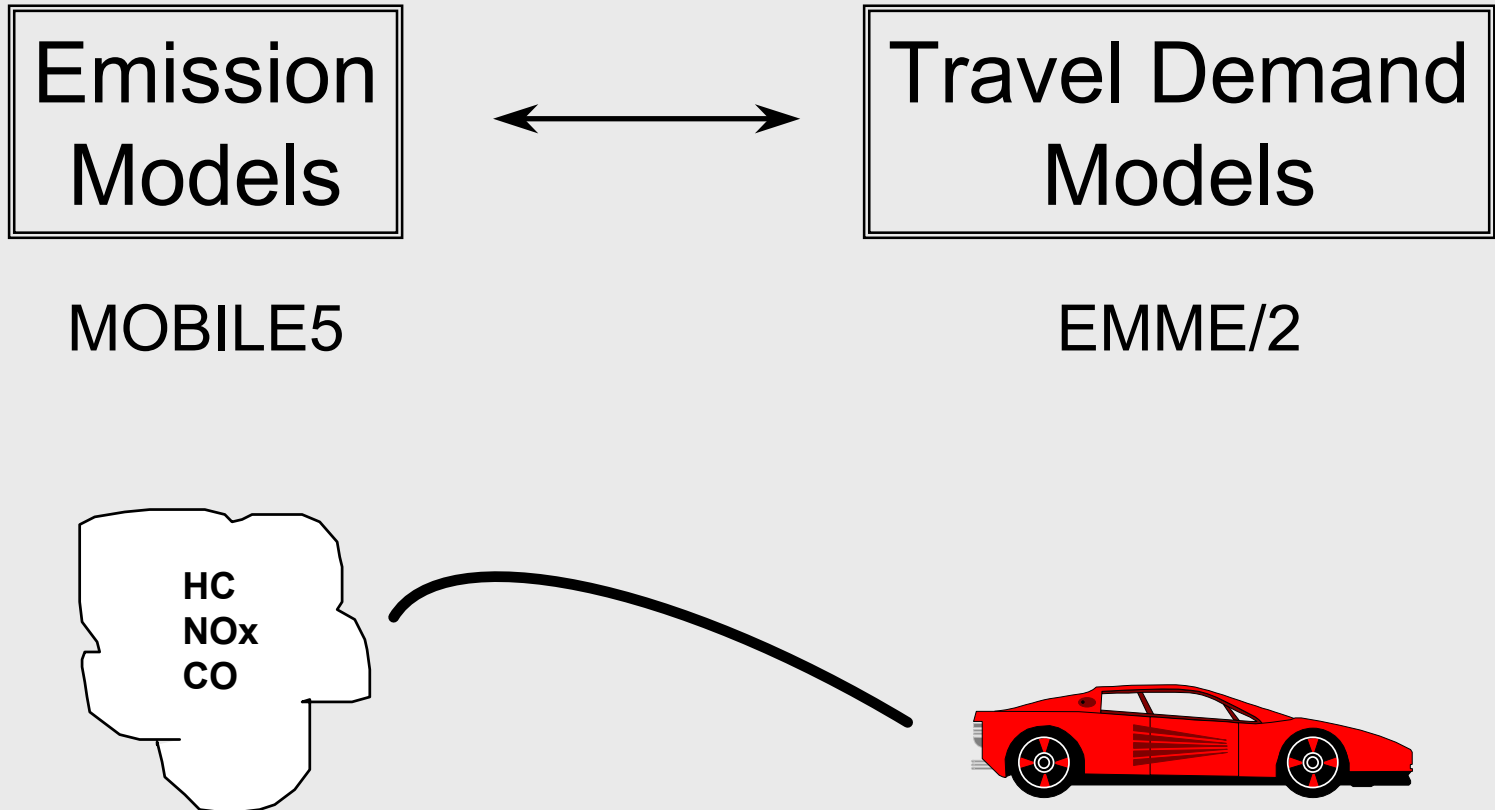 Emission
Models
Travel Demand
Models
MOBILE5
EMME/2
HC
NOx
CO